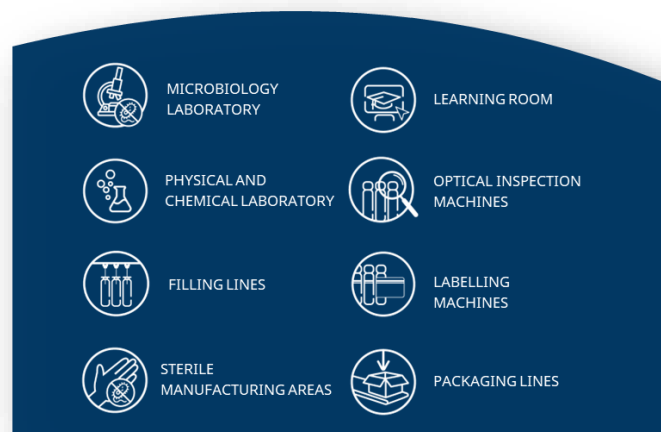 MICROBIOLOGY
LABORATORY
LEARNING ROOM
PHYSICAL AND
CHEMICAL LABORATORY
OPTICAL INSPECTION
MACHINES
FILLING LINES
LABELLING
MACHINES
STERILE
MANUFACTURING AREAS
PACKAGING LINES